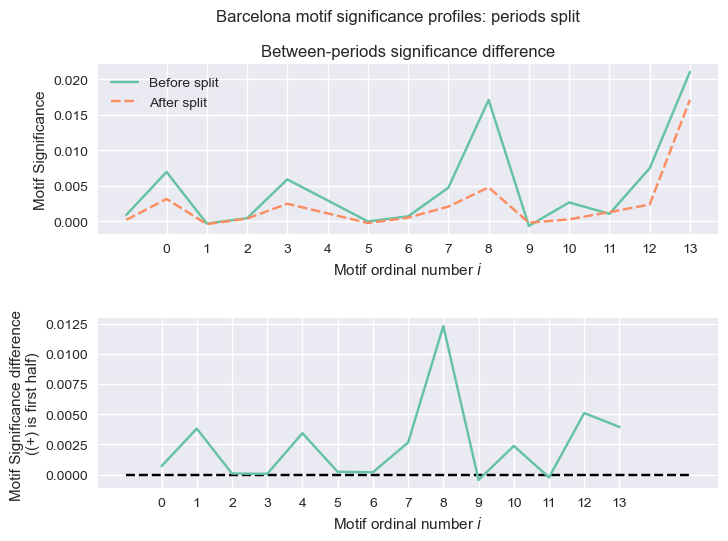 Barcelona motif significance profiles: periods split
Between-periods significance difference
Before split
After split
Motif Significance
0.020
0.015
0.010
0.005
0.000
0 1 2 3 4 5 6 7 8 9 10 11 12 13
Motif ordinal number i
Motif Significance difference
((+) is first half)
0.0125
0.0100
0.0075
0.0050
0.0025
0.0000
0 1 2 3 4 5 6 7 8 9 10 11 12 13
Motif ordinal number i